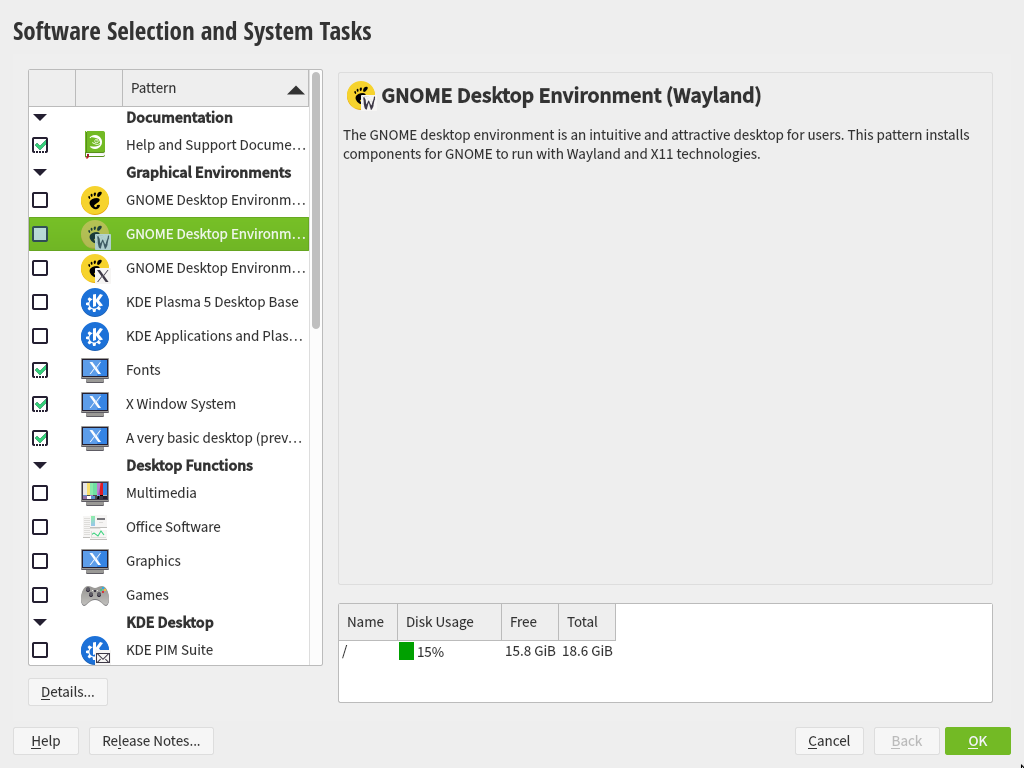 Software Selection and System Tasks
Pattern
Documentation
Help and Support Docume…
Graphical Environments
GNOME Desktop Environm…
GNOME Desktop Environm…
GNOME Desktop Environm…
KDE Plasma 5 Desktop Base
KDE Applications and Plas…
Fonts
X Window System
A very basic desktop (prev…
Desktop Functions
Multimedia
Office Software
Graphics
Games
KDE Desktop
KDE PIM Suite
Details...
GNOME Desktop Environment (Wayland)
The GNOME desktop environment is an intuitive and attractive desktop for users. This pattern installs
components for GNOME to run with Wayland and X11 technologies.
Name Disk Usage Free Total
/ 15% 15.8 GiB 18.6 GiB
Help Release Notes... Cancel Back OK